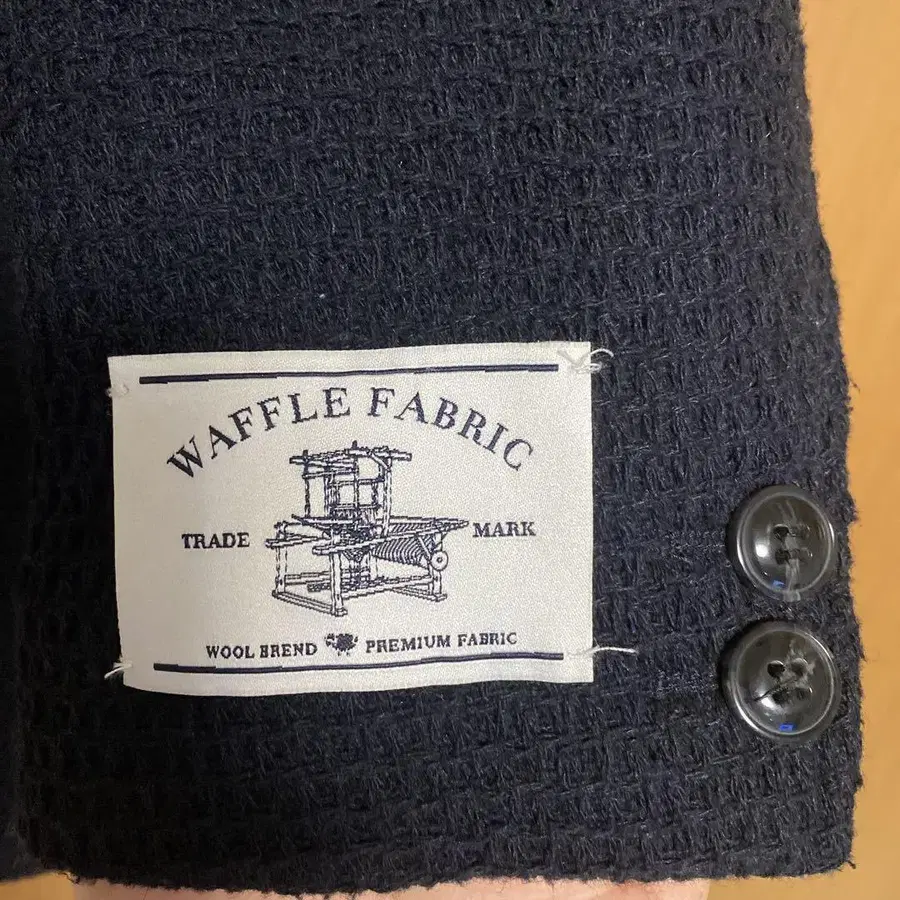 WAFFLE FABRIC
TRADE MARK
WOOL BREND PREMIUM FABRIC